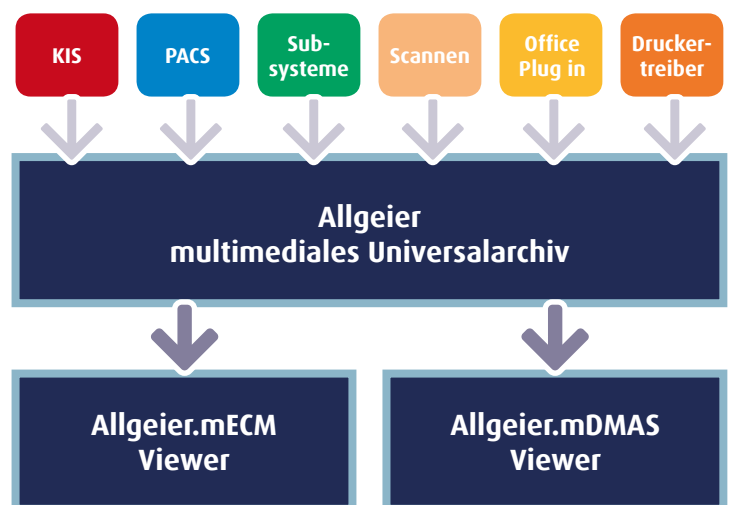 KIS
PACS
Sub-
systeme
Scannen
Office
Plug in
Drucker-
treiber
Allgeier
multimediales Universalarchiv
Allgeier.mECM
Viewer
Allgeier.mDMAS
Viewer